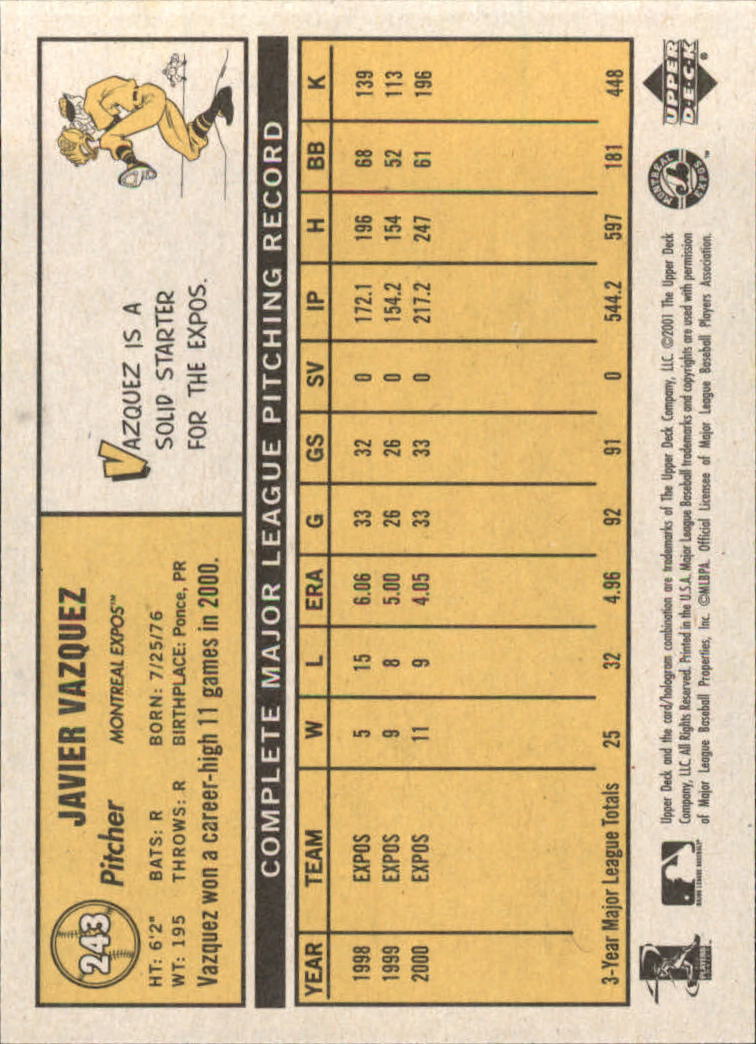 243
JAVIER VAZQUEZ
Pitcher MONTREAL EXPOS™
HT: 6'2" BATS: R BORN: 7/25/76
WT: 195 THROWS: R BIRTHPLACE: Ponce, PR
Vazquez won a career-high 11 games in 2000.
VAZQUEZ IS A
SOLID STARTER
FOR THE EXPOS.
COMPLETE MAJOR LEAGUE PITCHING RECORD
YEAR TEAM W L ERA G GS SV IP H BB K
1998 EXPOS 5 15 6.06 33 32 0 172.1 196 68 139
1999 EXPOS 9 8 5.00 26 26 0 154.2 154 52 113
2000 EXPOS 11 9 4.05 33 33 0 217.2 247 61 196
3-Year Major League Totals 25 32 4.96 92 91 0 544.2 597 181 448
PLAYERS
Upper Deck and the card/hologram combination are trademarks of The Upper Deck Company, LLC. ©2001 The Upper Deck
Company, LLC. All Rights Reserved. Printed in the U.S.A. Major League Baseball trademarks and copyrights are used with permission
of Major League Baseball Properties, Inc. ©MLBPA Official Licensee of Major League Baseball Players Association.
MONTREAL
EXPOS
™
UPPER
DECK
®